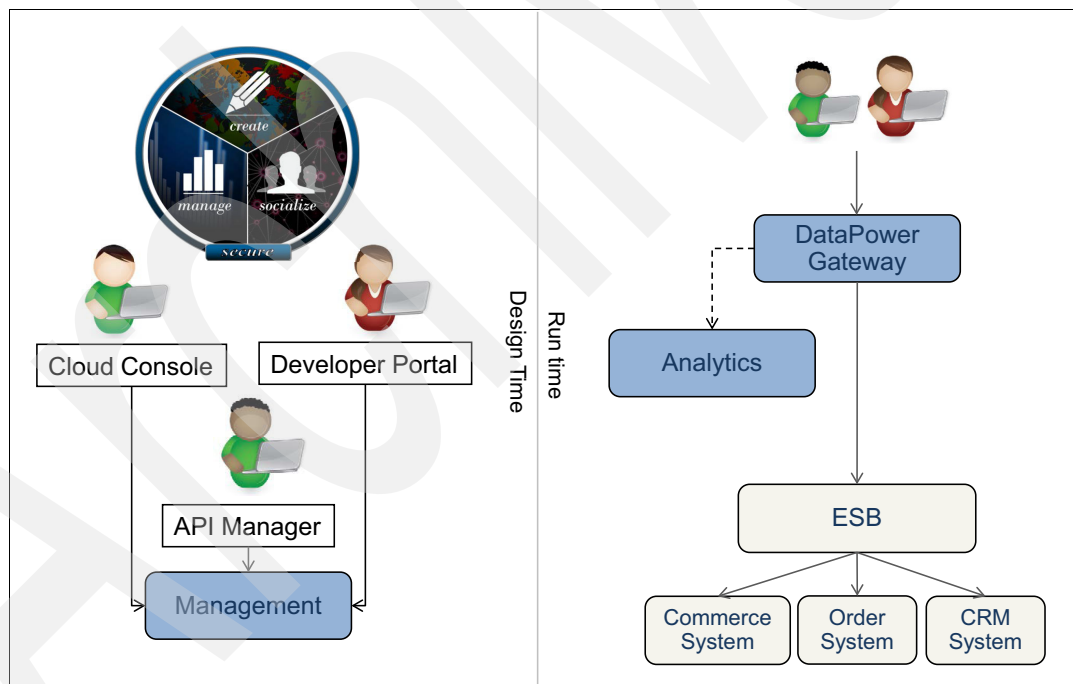 create
manage
socialize
secure
Cloud Console
Developer Portal
API Manager
Management
Design Time
Run time
DataPower
Gateway
Analytics
ESB
Commerce
System
Order
System
CRM
System